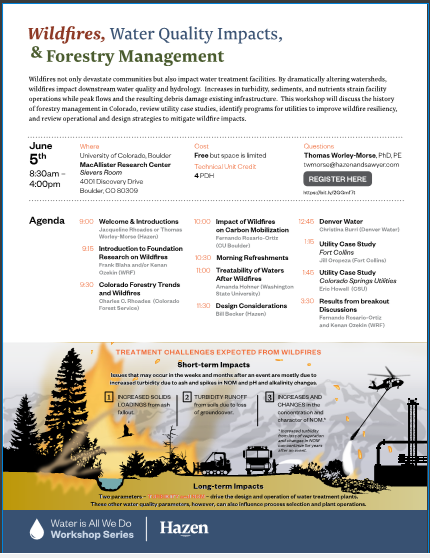 Wildfires, Water Quality Impacts,
& Forestry Management
Wildfires not only devastate communities but also impact water treatment facilities. By dramatically altering watersheds,
wildfires impact downstream water quality and hydrology. Increases in turbidity, sediments, and nutrients strain facility
operations while peak flows and the resulting debris damage existing infrastructure. This workshop will discuss the history
of forestry management in Colorado, review utility case studies, identify programs for utilities to improve wildfire resiliency,
and review operational and design strategies to mitigate wildfire impacts.
June
5th
8:30am –
4:00pm
Where
University of Colorado, Boulder
MacAllister Research Center
Sievers Room
4001 Discovery Drive
Boulder, CO 80309
Cost
Free but space is limited
Technical Unit Credit
4 PDH
Questions
Thomas Worley-Morse, PhD, PE
twmorse@hazenandsawyer.com
REGISTER HERE
Agenda
9:00 Welcome & Introductions
Jacqueline Rhoades or Thomas
Worley-Morse (Hazen)
9:15 Introduction to Foundation
Research on Wildfires
Frank Blaha and/or Kenan
Ozekin (WRF)
9:30 Colorado Forestry Trends
and Wildfires
Charles C. Rhoades (Colorado
Forest Service)
10:00 Impact of Wildfires
on Carbon Mobilization
Fernando Rosario-Ortiz
(CU Boulder)
10:30 Morning Refreshments
11:00 Treatability of Waters
After Wildfires
Amanda Hohner (Washington
State University)
11:30 Design Considerations
Bill Becker (Hazen)
12:45 Denver Water
Christina Burri (Denver Water)
1:15 Utility Case Study
Fort Collins
Jill Oropeza (Fort Collins)
1:45 Utility Case Study
Colorado Springs Utilities
Eric Howell (CSU)
3:30 Results from breakout
Discussions
Fernando Rosario-Ortiz
and Kenan Ozekin (WRF)
TREATMENT CHALLENGES EXPECTED FROM WILDFIRES
Short-term Impacts
Issues that may occur in the weeks and months after an event are mostly due to
increased turbidity due to ash and spikes in NOM and pH and alkalinity changes.
1 INCREASED SOLIDS
LOADINGS from ash
fallout.
2 TURBIDITY RUNOFF
from soils due to loss
of groundcover.
3 INCREASES AND
CHANGES in the
concentration and
character of NOM.*
*Increased turbidity
from loss of vegetation
and changes in NOM
can continue for years
after an event.
Long-term Impacts
Two parameters – – drive the design and operation of water treatment plants.
These other water quality parameters, however, can also influence process selection and plant operations.
Water is All We Do
Workshop Series
Hazen